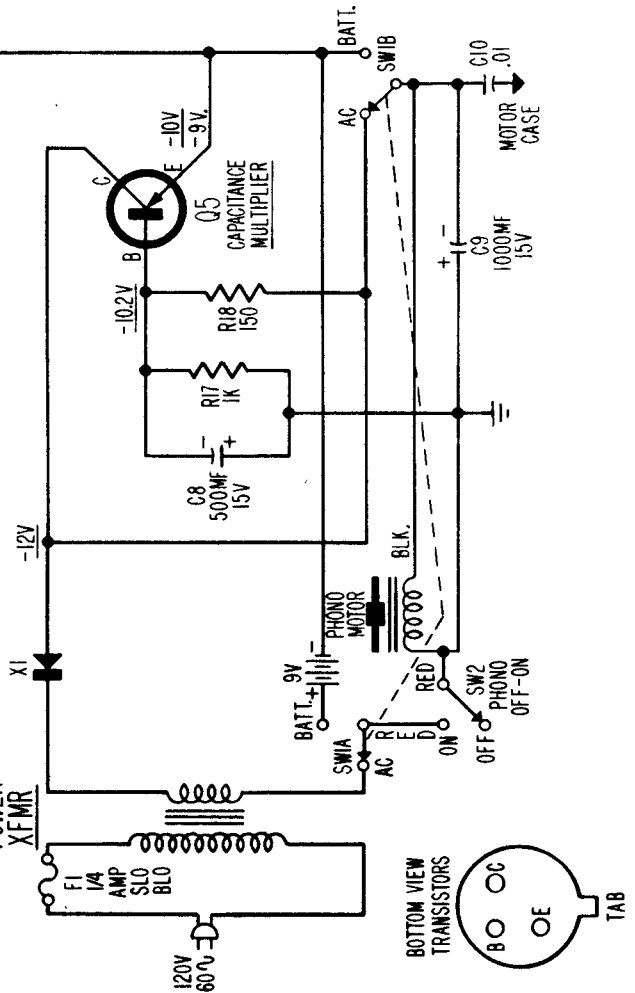 POWER
XFMR
F1
1/4
AMP
SLO
BLO
120V
60∿
X1
-12V
C
B
E
-10V
-9V.
Q5
CAPACITANCE
MULTIPLIER
-10.2V
R18
150
R17
1K
C8
500MF
15V
-
+
BATT.
SW1B
AC
C10
.01
MOTOR
CASE
+ -
C9
1000MF
15V
9V
BATT. + -
PHONO
MOTOR
BLK.
RED
SW1A
AC
RED
ON
OFF
SW2
PHONO
OFF-ON
BOTTOM VIEW
TRANSISTORS
B
C
E
TAB